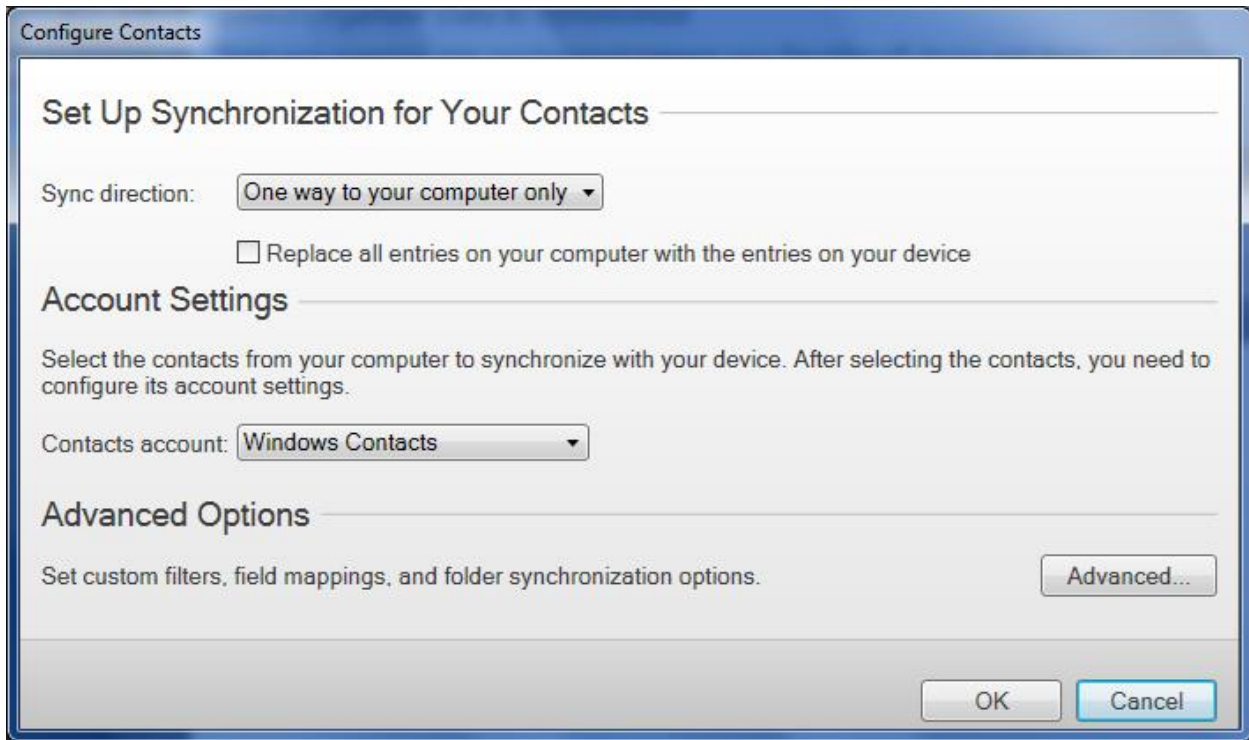 Configure Contacts
Set Up Synchronization for Your Contacts
Sync direction: One way to your computer only
Replace all entries on your computer with the entries on your device
Account Settings
Select the contacts from your computer to synchronize with your device. After selecting the contacts, you need to
configure its account settings.
Contacts account: Windows Contacts
Advanced Options
Set custom filters, field mappings, and folder synchronization options. Advanced...
OK Cancel